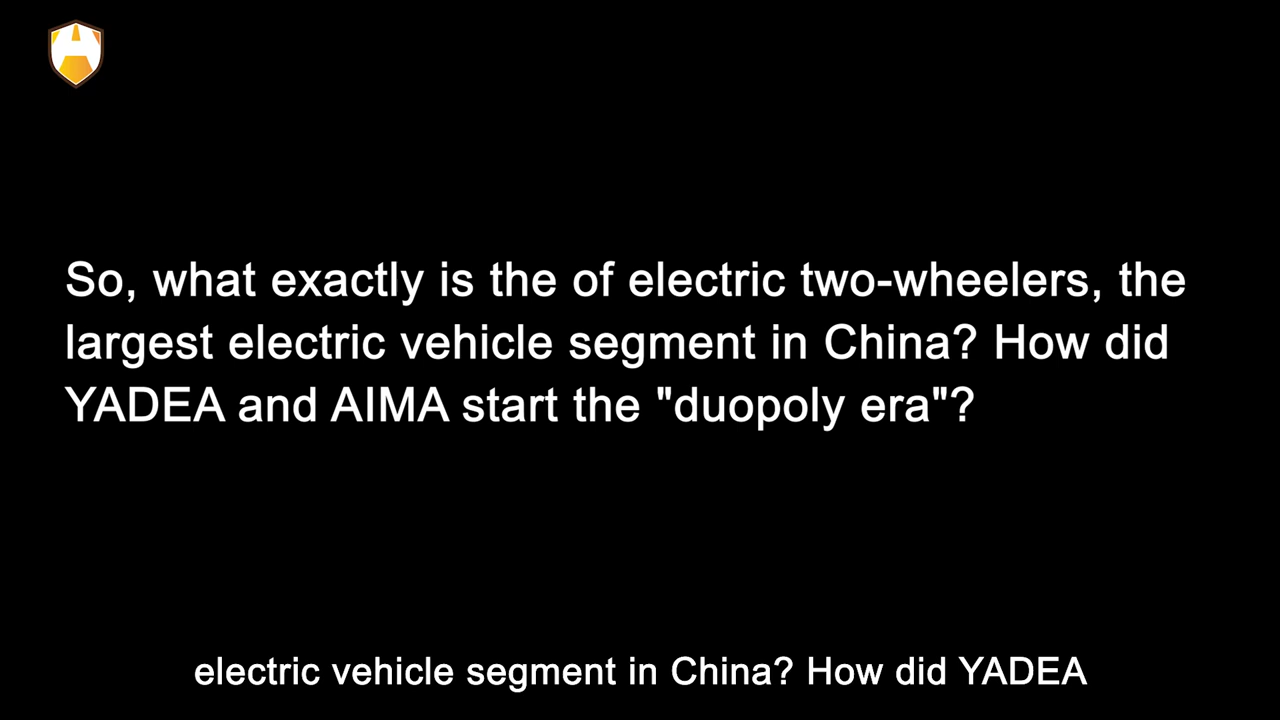 So, what exactly is the of electric two-wheelers, the
largest electric vehicle segment in China? How did
YADEA and AIMA start the "duopoly era"?
electric vehicle segment in China? How did YADEA